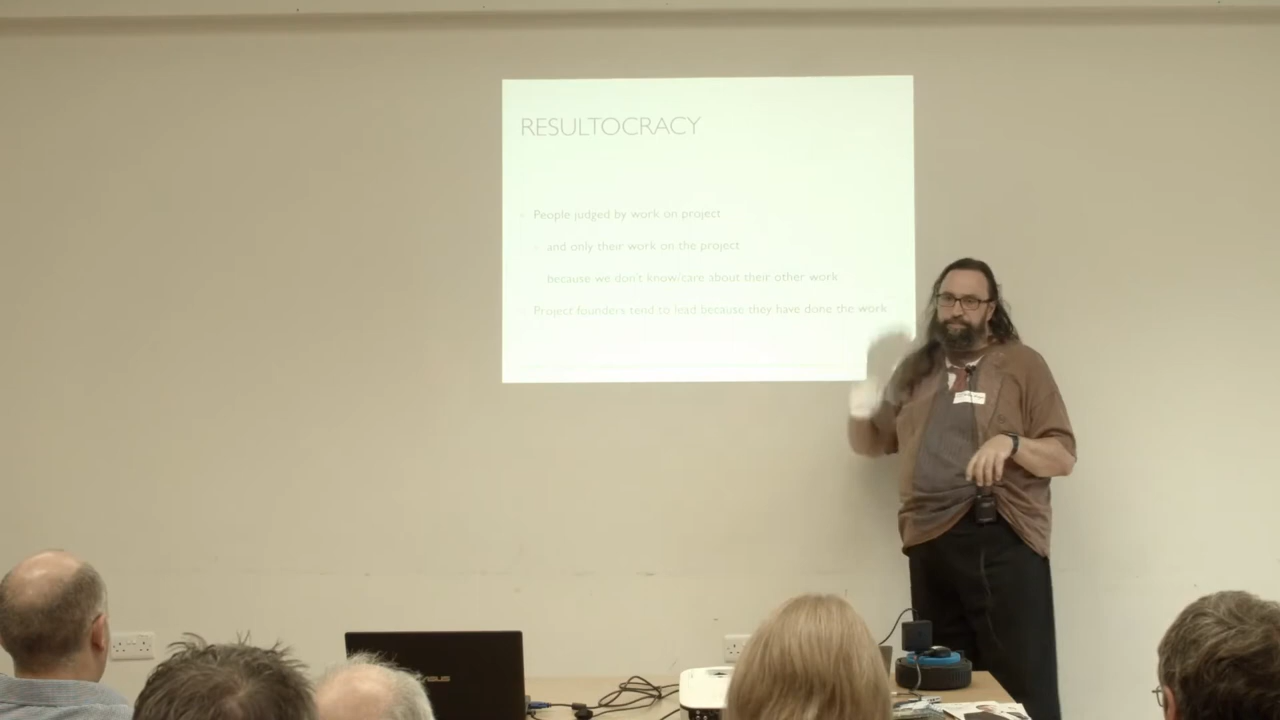 RESULTOCRACY
People judged by work on project
and only their work on the project
because we don't know/care about their other work
Project founders tend to lead because they have done the work
ASUS